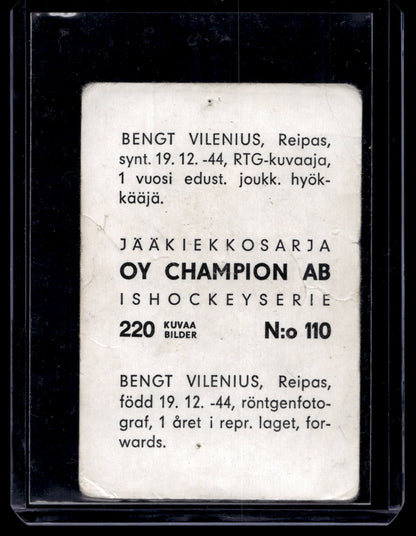 BENGT VILENIUS, Reipas,
synt. 19. 12. -44, RTG-kuvaaja,
1 vuosi edust. joukk. hyök-
kääjä.
JÄÄKIEKKOSARJA
OY CHAMPION AB
ISHOCKEYSERIE
220 KUVAA BILDER N:o 110
BENGT VILENIUS, Reipas,
född 19. 12. -44, röntgenfoto-
graf, 1 året i repr. laget, for-
wards.